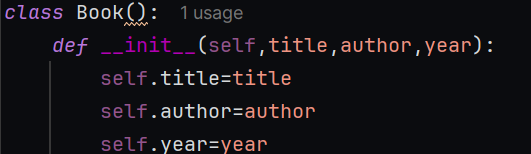 class Book(): 1 usage
    def __init__(self,title,author,year):
        self.title=title
        self.author=author
        self.year=year